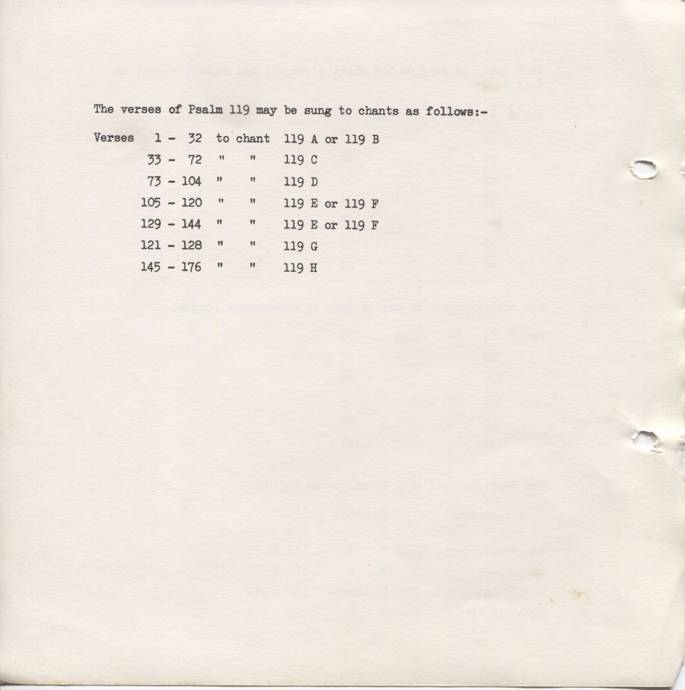 The verses of Psalm 119 may be sung to chants as follows:-
Verses 1 - 32 to chant 119 A or 119 B
33 - 72 " " 119 C
73 - 104 " " 119 D
105 - 120 " " 119 E or 119 F
129 - 144 " " 119 E or 119 F
121 - 128 " " 119 G
145 - 176 " " 119 H